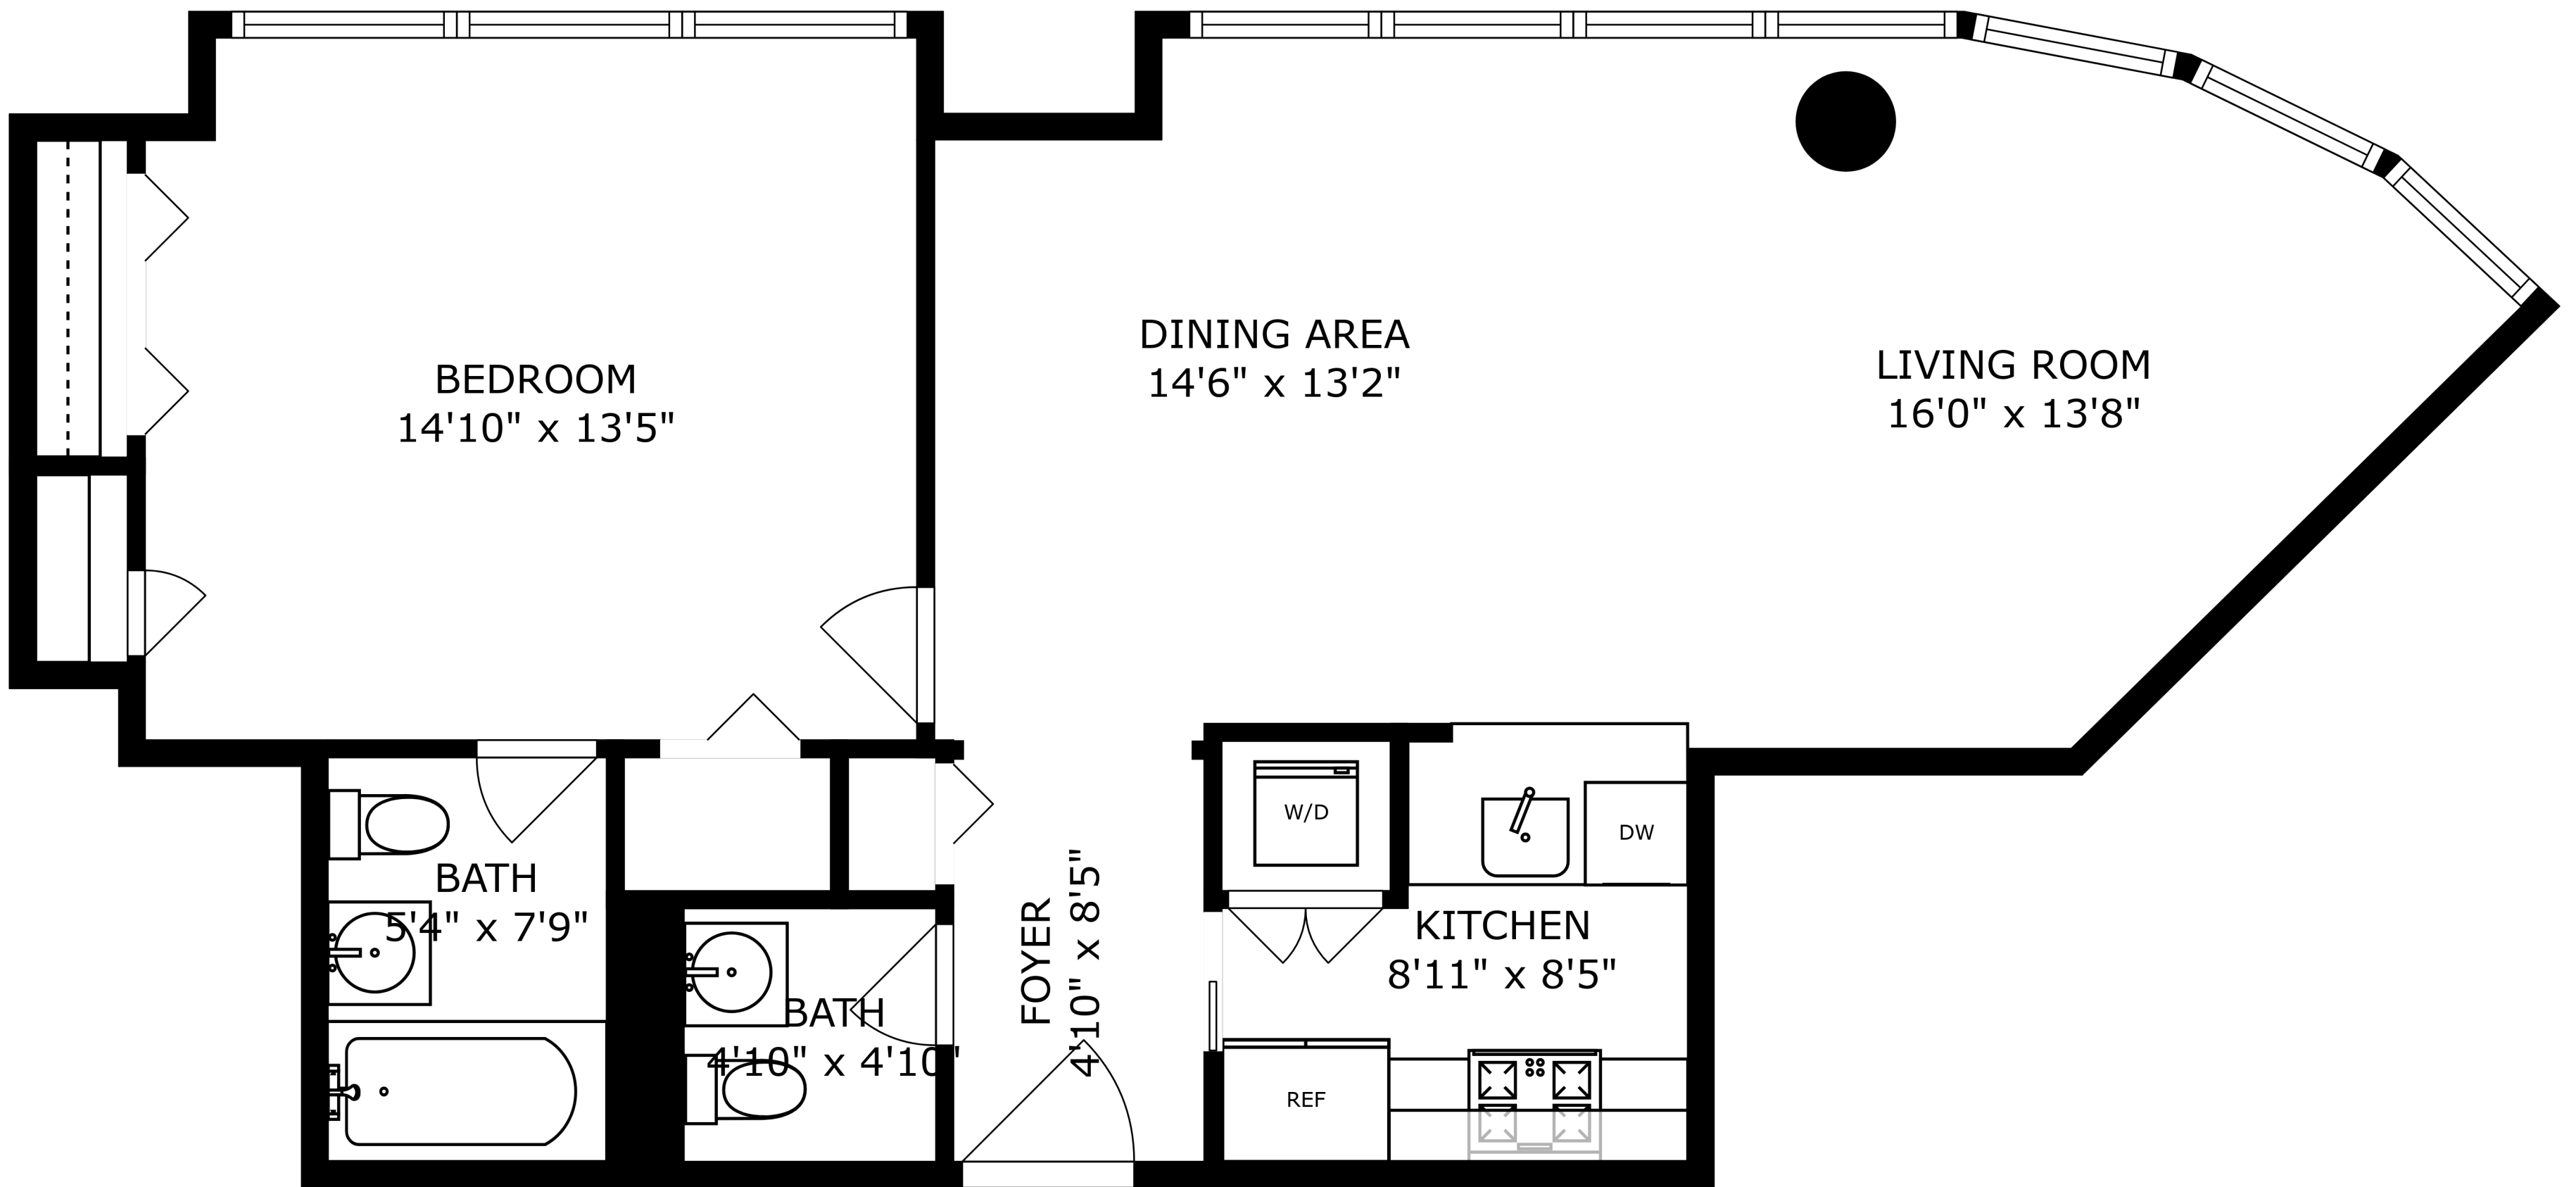 DINING AREA
14'6" x 13'2"
LIVING ROOM
16'0" x 13'8"
BEDROOM
14'10" x 13'5"
W/D
DW
BATH
5'4" x 7'9"
FOYER
4'10" x 8'5"
KITCHEN
8'11" x 8'5"
BATH
4'10" x 4'10"
REF